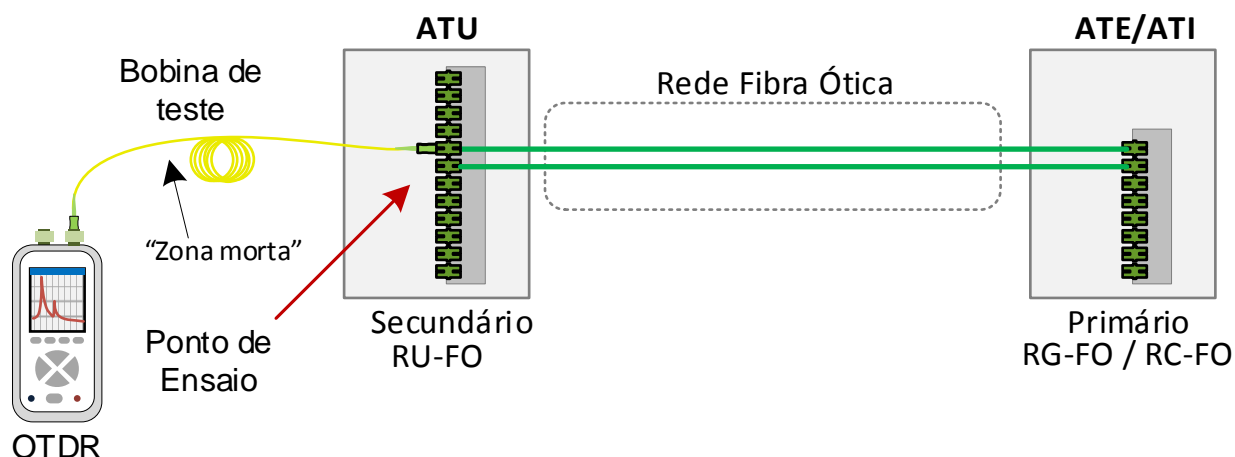 ATU
ATE/ATI
Bobina de
teste
Rede Fibra Ótica
“Zona morta”
Ponto de
Ensaio
Secundário
RU-FO
Primário
RG-FO / RC-FO
OTDR